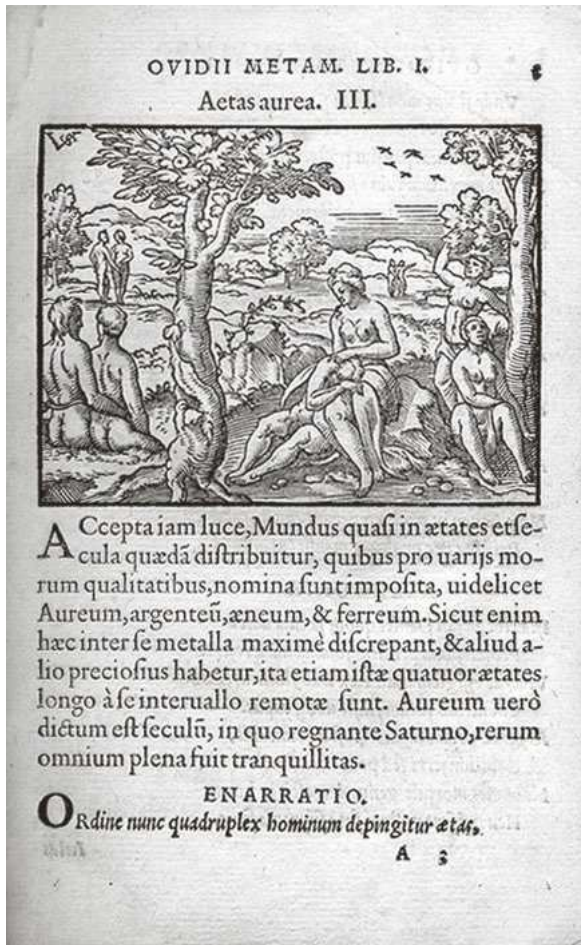 OVIDII METAM. LIB. I.
Aetas aurea. III.
ACcepta iam luce, Mundus quasi in ætates etſe-
cula quædã diſtribuitur, quibus pro uarijs mo-
rum qualitatibus, nomina ſunt impoſita, uidelicet
Aureum, argenteũ, æneum, & ferreum. Sicut enim
hæc inter ſe metalla maximè diſcrepant, & aliud a-
lio precioſius habetur, ita etiam iſtæ quatuor ætates
longo à ſe interuallo remotæ ſunt. Aureum uerò
dictum eſt ſeculũ, in quo regnante Saturno, rerum
omnium plena fuit tranquillitas.
ENARRATIO.
ORdine nunc quadruplex hominum depingitur ætas,
A 3